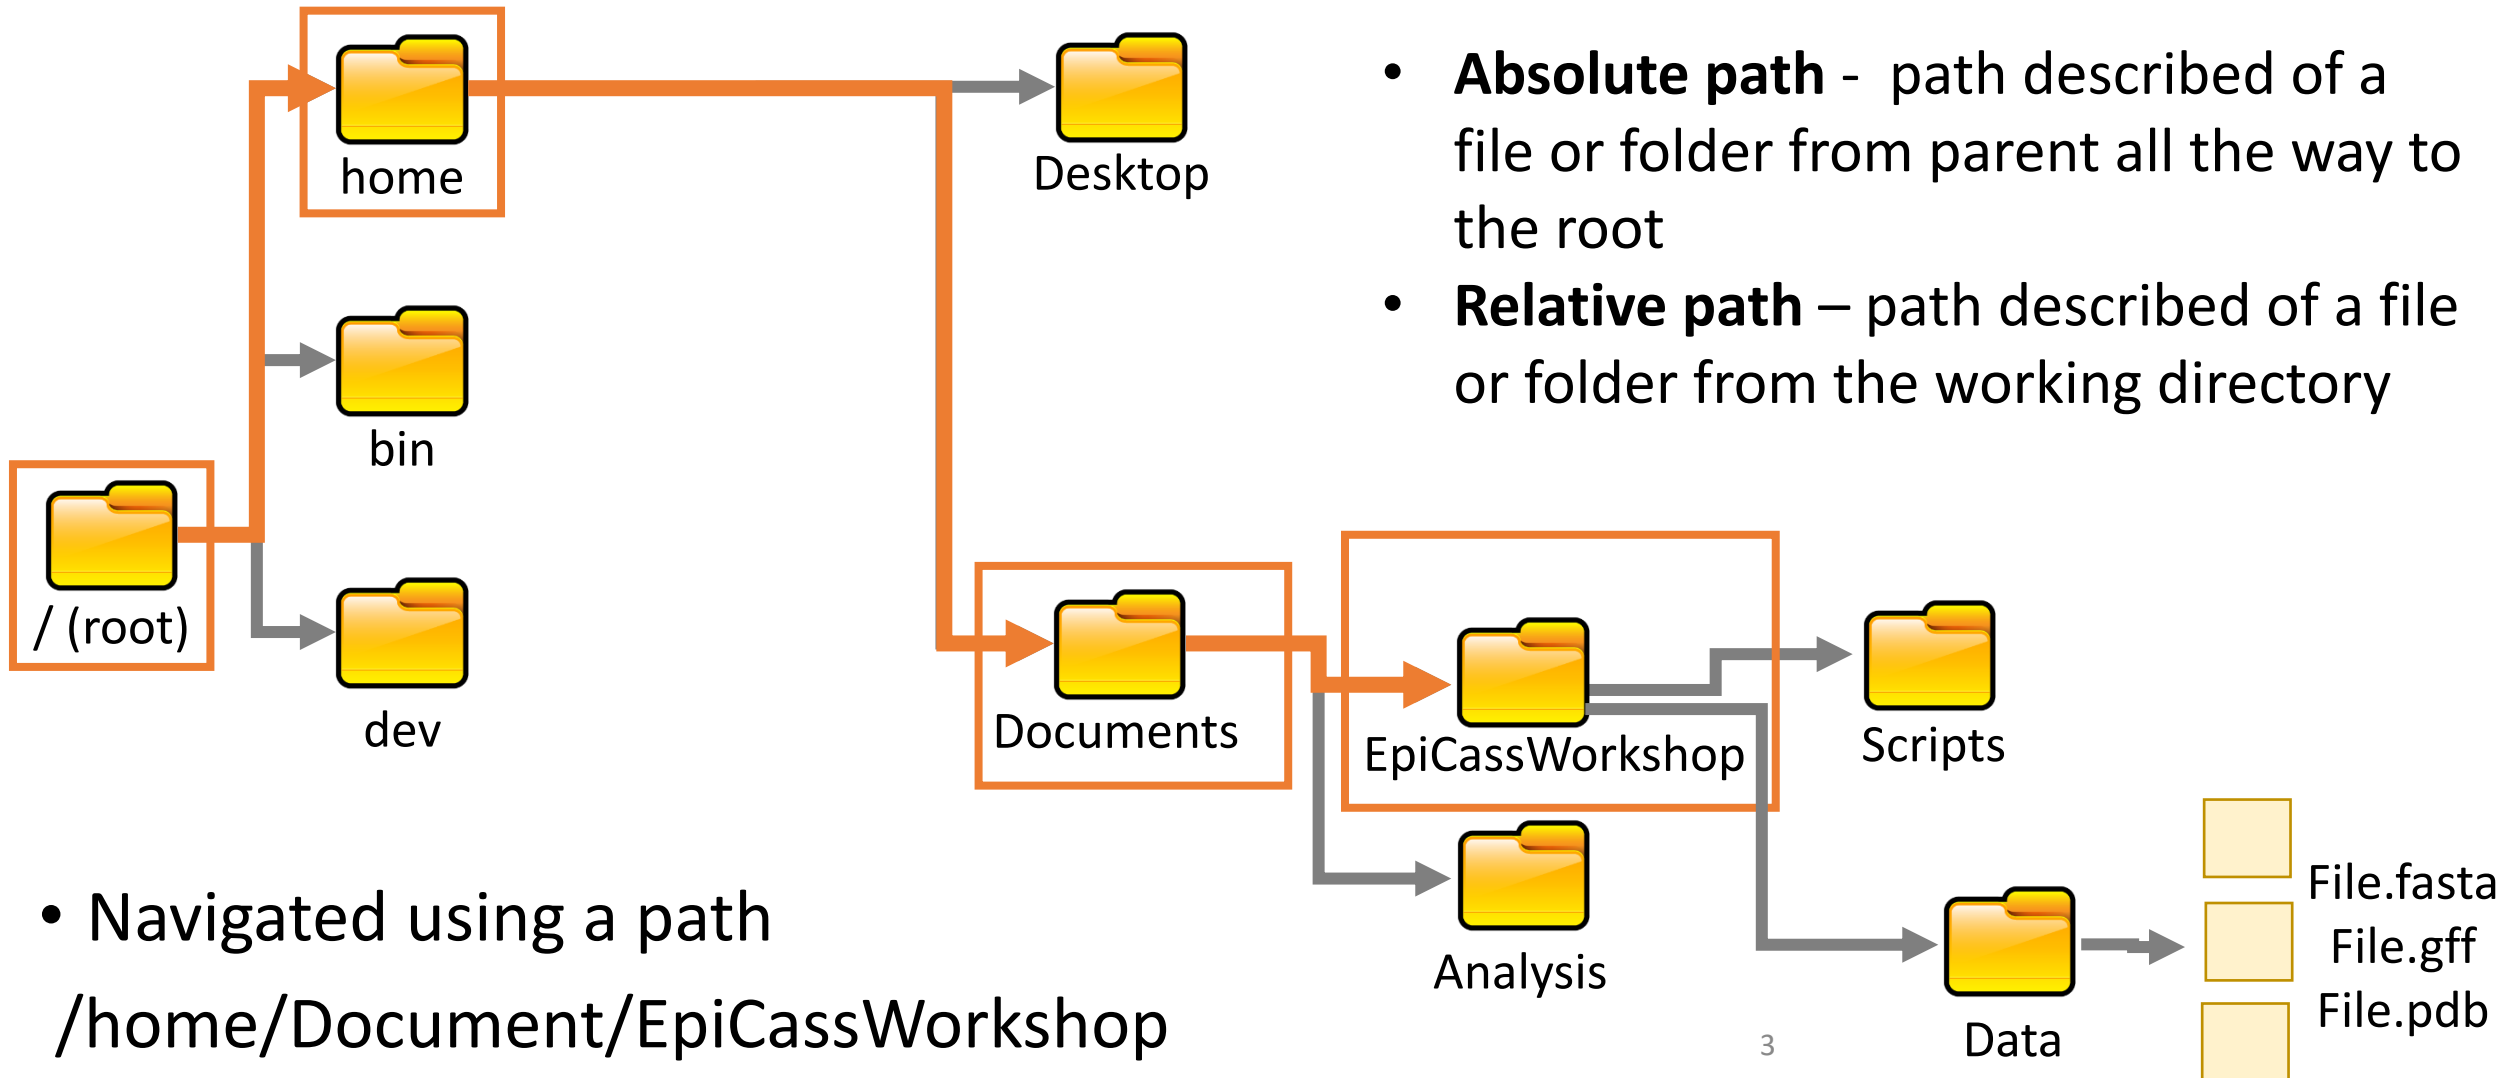 home
Desktop
• Absolute path - path described of a
file or folder from parent all the way to
the root
• Relative path – path described of a file
or folder from the working directory
bin
/ (root)
dev
Documents
EpiCassWorkshop
Scripts
Analysis
File.fasta
File.gff
File.pdb
Data
• Navigated using a path
/home/Document/EpiCassWorkshop
3